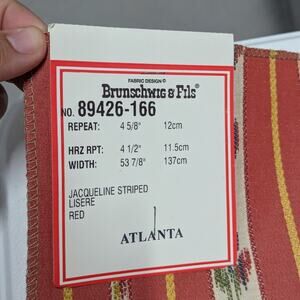 FABRIC DESIGN ©
Brunschwig & Fils®
NO. 89426-166
REPEAT: 4 5/8" 12cm
HRZ RPT: 4 1/2" 11.5cm
WIDTH: 53 7/8" 137cm
JACQUELINE STRIPED
LISERE
RED
ATLANTA